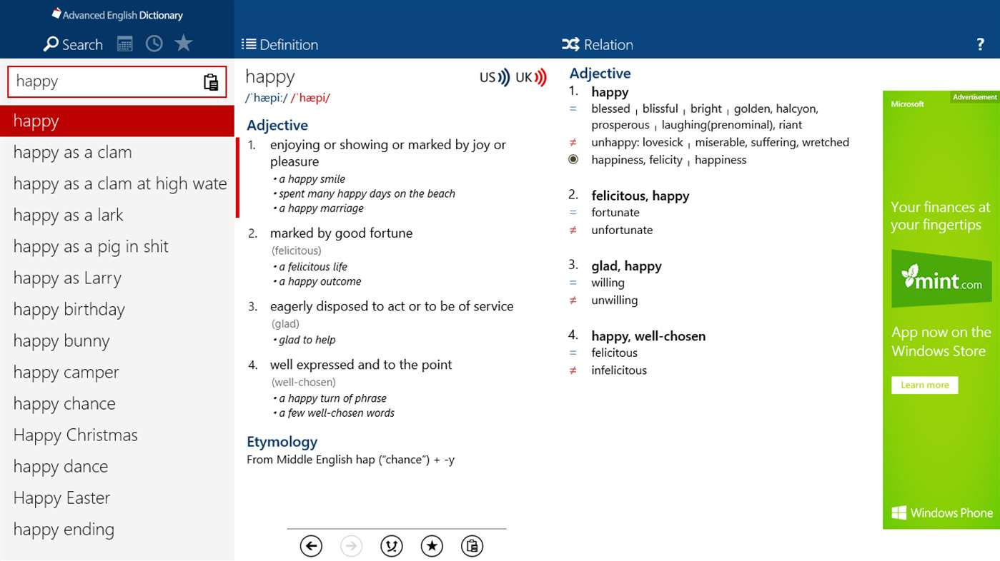 Advanced English Dictionary
Search
Definition
Relation
?
happy
happy
happy as a clam
happy as a clam at high wate
happy as a lark
happy as a pig in shit
happy as Larry
happy birthday
happy bunny
happy camper
happy chance
Happy Christmas
happy dance
Happy Easter
happy ending
happy
US UK
/ˈhæpi:/ /ˈhæpi/
Adjective
1. enjoying or showing or marked by joy or
pleasure
• a happy smile
• spent many happy days on the beach
• a happy marriage
2. marked by good fortune
(felicitous)
• a felicitous life
• a happy outcome
3. eagerly disposed to act or to be of service
(glad)
• glad to help
4. well expressed and to the point
(well-chosen)
• a happy turn of phrase
• a few well-chosen words
Etymology
From Middle English hap (“chance”) + -y
Adjective
1. happy
= blessed ╷ blissful ╷ bright ╷ golden, halcyon,
prosperous ╷ laughing(prenominal), riant
≠ unhappy: lovesick ╷ miserable, suffering, wretched
happiness, felicity ╷ happiness
2. felicitous, happy
= fortunate
≠ unfortunate
3. glad, happy
= willing
≠ unwilling
4. happy, well-chosen
= felicitous
≠ infelicitous
Advertisement
Microsoft
Your finances at
your fingertips
mint.com
App now on the
Windows Store
Learn more
Windows Phone